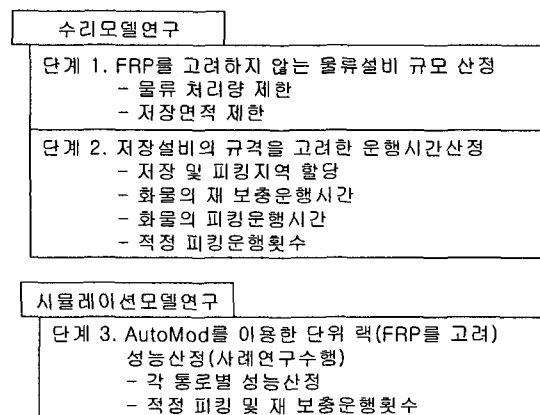 수리모델연구
단계 1. FRP를 고려하지 않는 물류설비 규모 산정
- 물류 처리량 제한
- 저장면적 제한
단계 2. 저장설비의 규격을 고려한 운행시간산정
- 저장 및 피킹지역 할당
- 화물의 재 보충운행시간
- 화물의 피킹운행시간
- 적정 피킹운행횟수
시뮬레이션모델연구
단계 3. AutoMod를 이용한 단위 랙(FRP를 고려)
성능산정(사례연구수행)
- 각 통로별 성능산정
- 적정 피킹 및 재 보충운행횟수